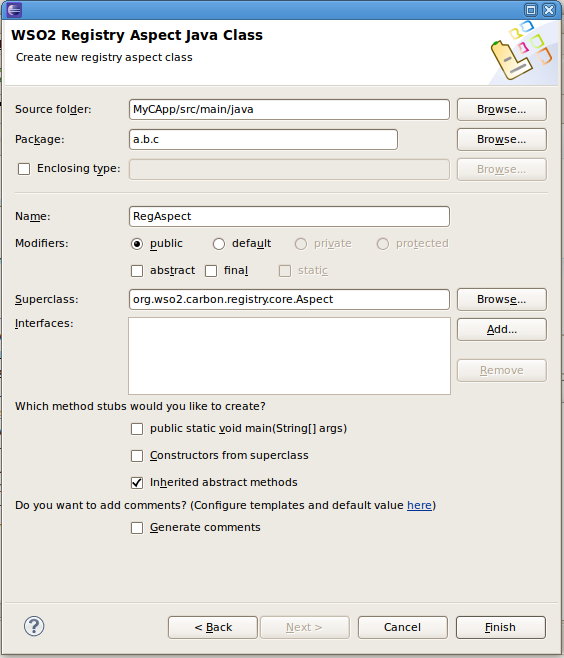 WSO2 Registry Aspect Java Class
Create new registry aspect class
Source folder: MyCApp/src/main/java Browse...
Package: a.b.c Browse...
Enclosing type: Browse...
Name: RegAspect
Modifiers: public default private protected
abstract final static
Superclass: org.wso2.carbon.registry.core.Aspect Browse...
Interfaces: Add...
Remove
Which method stubs would you like to create?
public static void main(String[] args)
Constructors from superclass
Inherited abstract methods
Do you want to add comments? (Configure templates and default value here)
Generate comments
? < Back Next > Cancel Finish